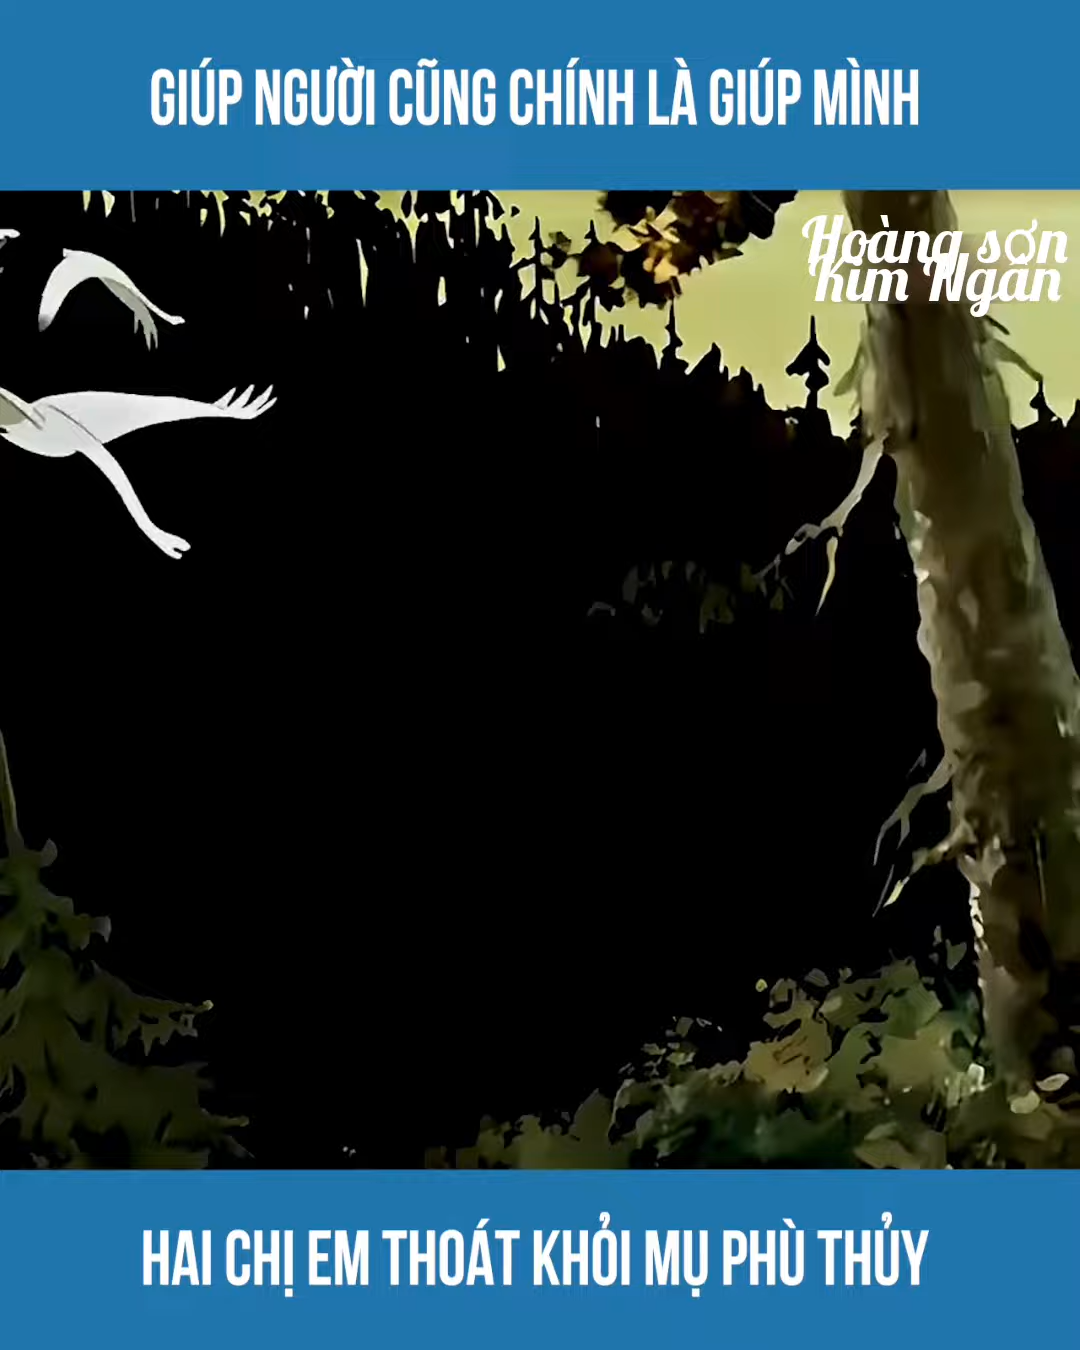 GIÚP NGƯỜI CŨNG CHÍNH LÀ GIÚP MÌNH
Hoàng sơn
Kim Ngân
HAI CHỊ EM THOÁT KHỎI MỤ PHÙ THỦY